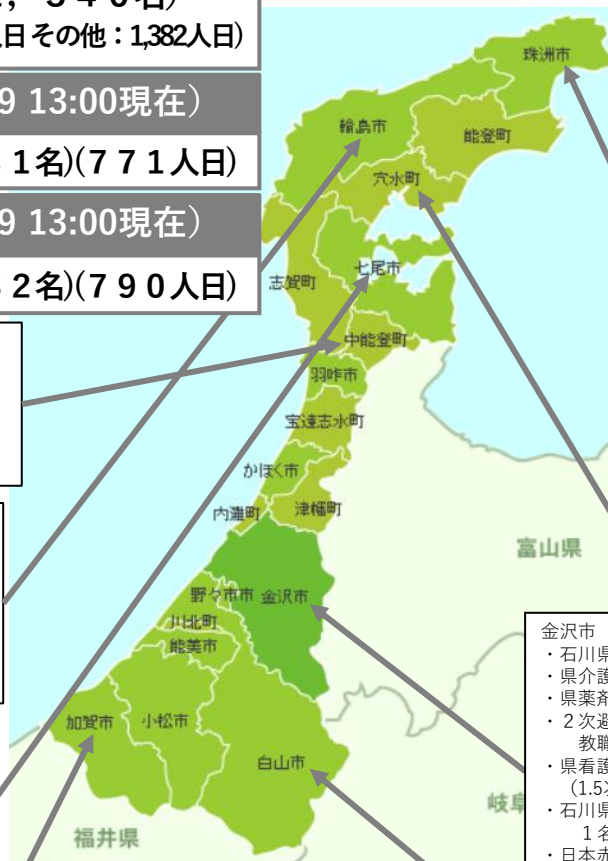 3 4 6 名)
人日 その他：1,382人日)
9 13:00現在）
1名)(７７１人日)
9 13:00現在）
２名)(７９０人日)
珠洲市
輪島市
能登町
穴水町
七尾市
志賀町
中能登町
羽咋市
宝達志水町
かほく市
内灘町
津幡町
富山県
野々市市
金沢市
川北町
能美市
加賀市
小松市
白山市
岐阜
福井県
金沢市
・石川県
・県介護
・県薬剤
・２次避
教職
・県看護
（1.5次
・石川県
１名
・日本赤